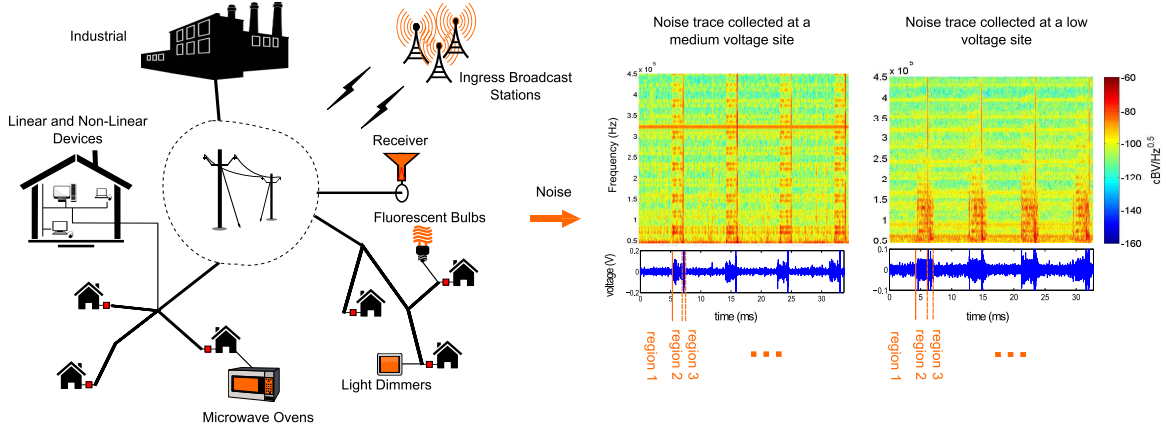 Industrial
Ingress Broadcast
Stations
Linear and Non-Linear
Devices
Receiver
Fluorescent Bulbs
Light Dimmers
Microwave Ovens
Noise
Noise trace collected at a
medium voltage site
4.5 x 10 5
4
3.5
3
2.5
2
1.5
1
0.5
Frequency (Hz)
0.1
0
-0.2
voltage (V)
0 10 20 30
time (ms)
region 1
region 2
region 3
Noise trace collected at a low
voltage site
4.5 x 10 5
4
3.5
3
2.5
2
1.5
1
0.5
0.1
0
-0.1
0 5 10 15 20 25 30
time (ms)
region 1
region 2
region 3
-60
-80
-100
-120
-140
-160
cBV/Hz0.5